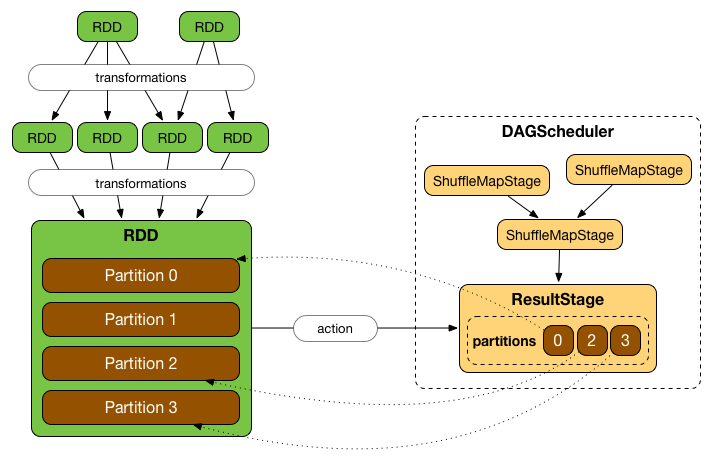 RDD
RDD
transformations
RDD
RDD
RDD
RDD
transformations
RDD
Partition 0
Partition 1
Partition 2
Partition 3
action
DAGScheduler
ShuffleMapStage
ShuffleMapStage
ShuffleMapStage
ResultStage
partitions 0 2 3